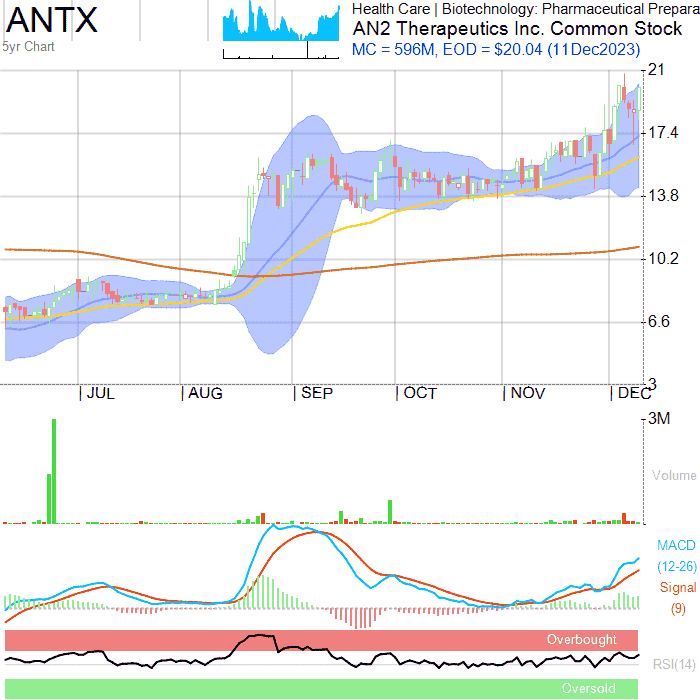 ANTX
5yr Chart
Health Care | Biotechnology: Pharmaceutical Prepara
AN2 Therapeutics Inc. Common Stock
MC = 596M, EOD = $20.04 (11Dec2023)
21
17.4
13.8
10.2
6.6
3
JUL
AUG
SEP
OCT
NOV
DEC
3M
Volume
MACD
(12-26)
Signal
(9)
Overbought
RSI(14)
Oversold